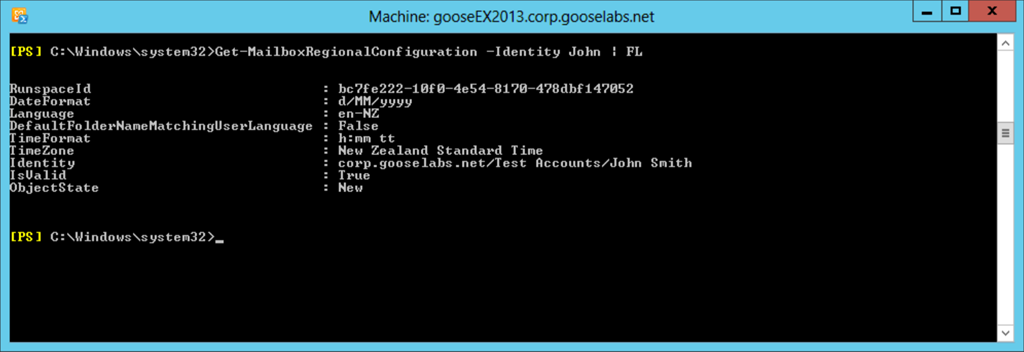 Machine: gooseEX2013.corp.gooselabs.net
[PS] C:\Windows\system32>Get-MailboxRegionalConfiguration -Identity John | FL
RunspaceId : bc7fe222-10f0-4e54-8170-478dbf147052
DateFormat : d/MM/yyyy
Language : en-NZ
DefaultFolderNameMatchingUserLanguage : False
TimeFormat : h:mm tt
TimeZone : New Zealand Standard Time
Identity : corp.gooselabs.net/Test Accounts/John Smith
IsValid : True
ObjectState : New
[PS] C:\Windows\system32>_